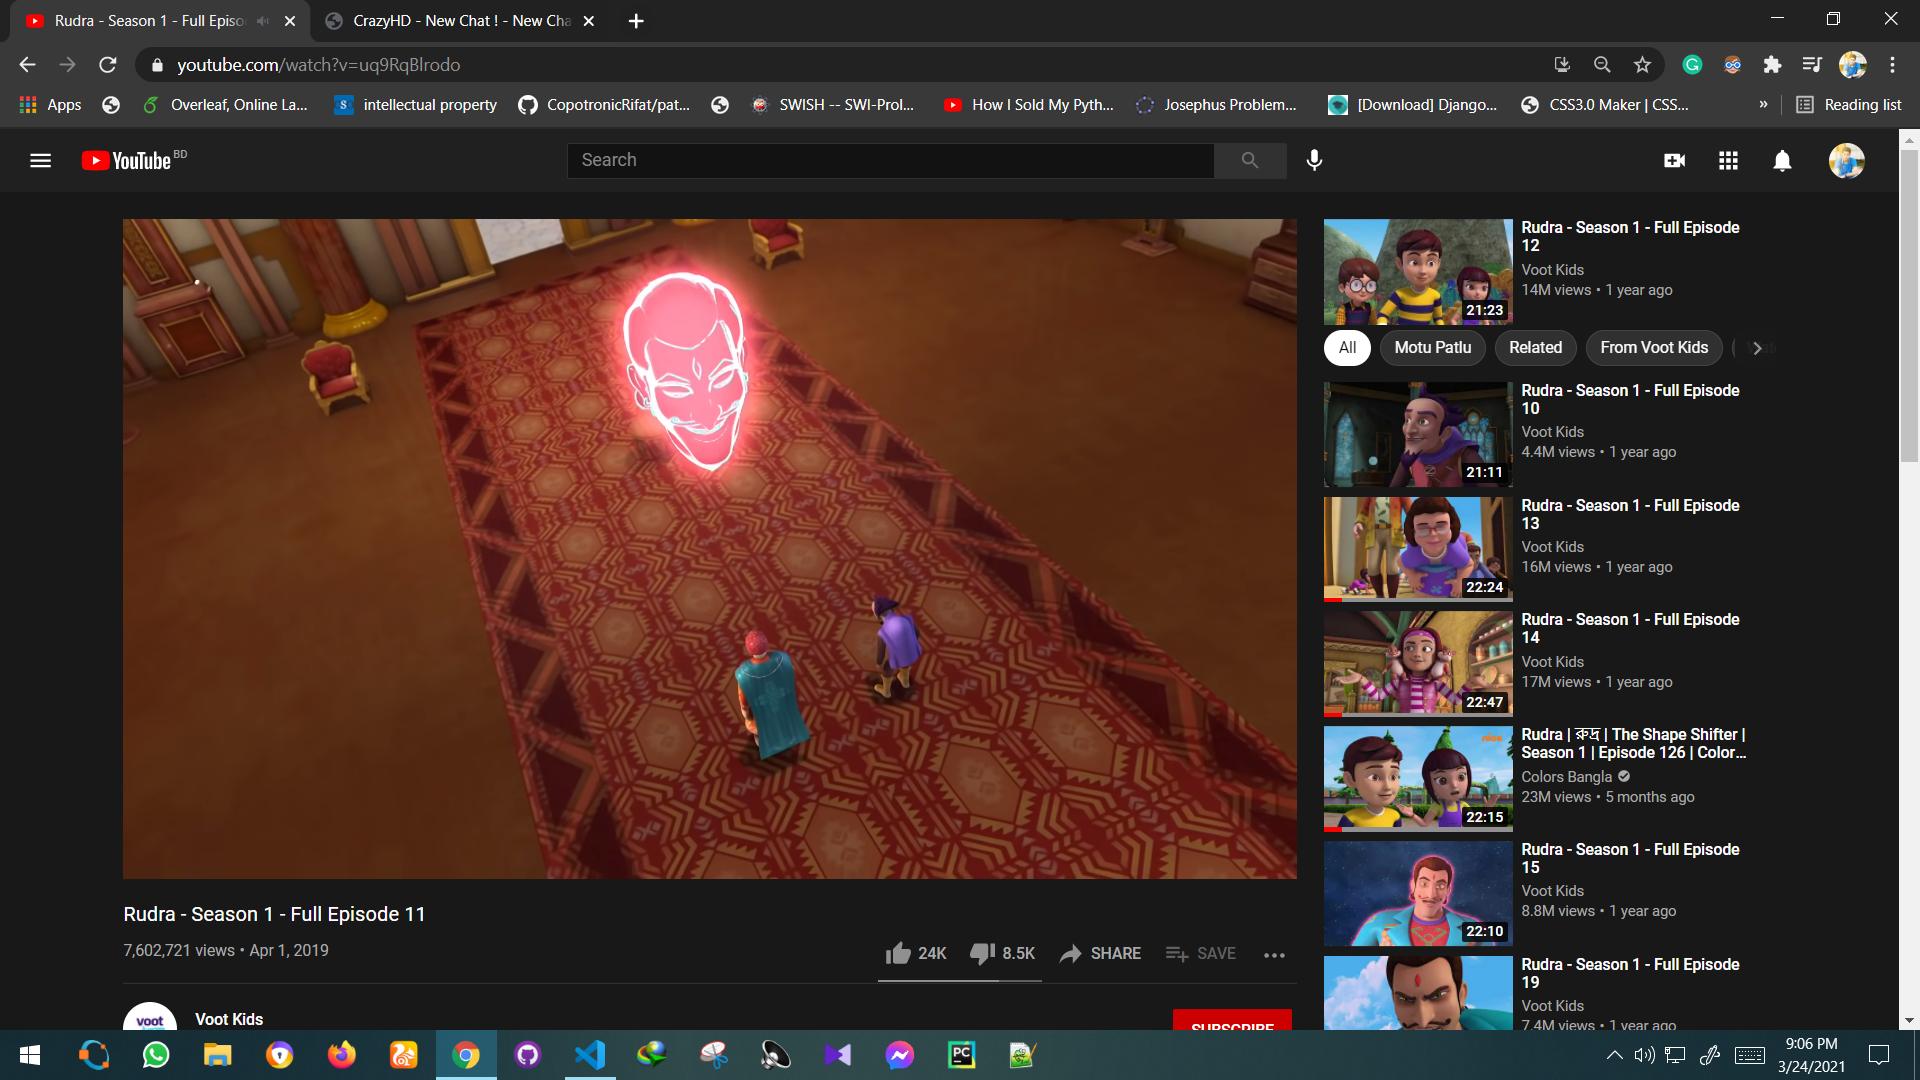 Rudra - Season 1 - Full Episo
CrazyHD - New Chat ! - New Cha
youtube.com/watch?v=uq9RqBlrodo
Apps
Overleaf, Online La...
intellectual property
CopotronicRifat/pat...
SWISH -- SWI-Prol...
How I Sold My Pyth...
Josephus Problem...
[Download] Django...
CSS3.0 Maker | CSS...
»
Reading list
YouTube BD
Search
Rudra - Season 1 - Full Episode
12
Voot Kids
14M views • 1 year ago
21:23
All
Motu Patlu
Related
From Voot Kids
Rudra - Season 1 - Full Episode
10
Voot Kids
4.4M views • 1 year ago
21:11
Rudra - Season 1 - Full Episode
13
Voot Kids
16M views • 1 year ago
22:24
Rudra - Season 1 - Full Episode
14
Voot Kids
17M views • 1 year ago
22:47
Rudra | রুদ্র | The Shape Shifter |
Season 1 | Episode 126 | Color...
Colors Bangla
23M views • 5 months ago
nick
22:15
Rudra - Season 1 - Full Episode
15
Voot Kids
8.8M views • 1 year ago
22:10
Rudra - Season 1 - Full Episode
19
Voot Kids
7.4M views • 1 year ago
Rudra - Season 1 - Full Episode 11
7,602,721 views • Apr 1, 2019
24K
8.5K
SHARE
SAVE
voot
Voot Kids
SUBSCRIBE
PC
9:06 PM
3/24/2021